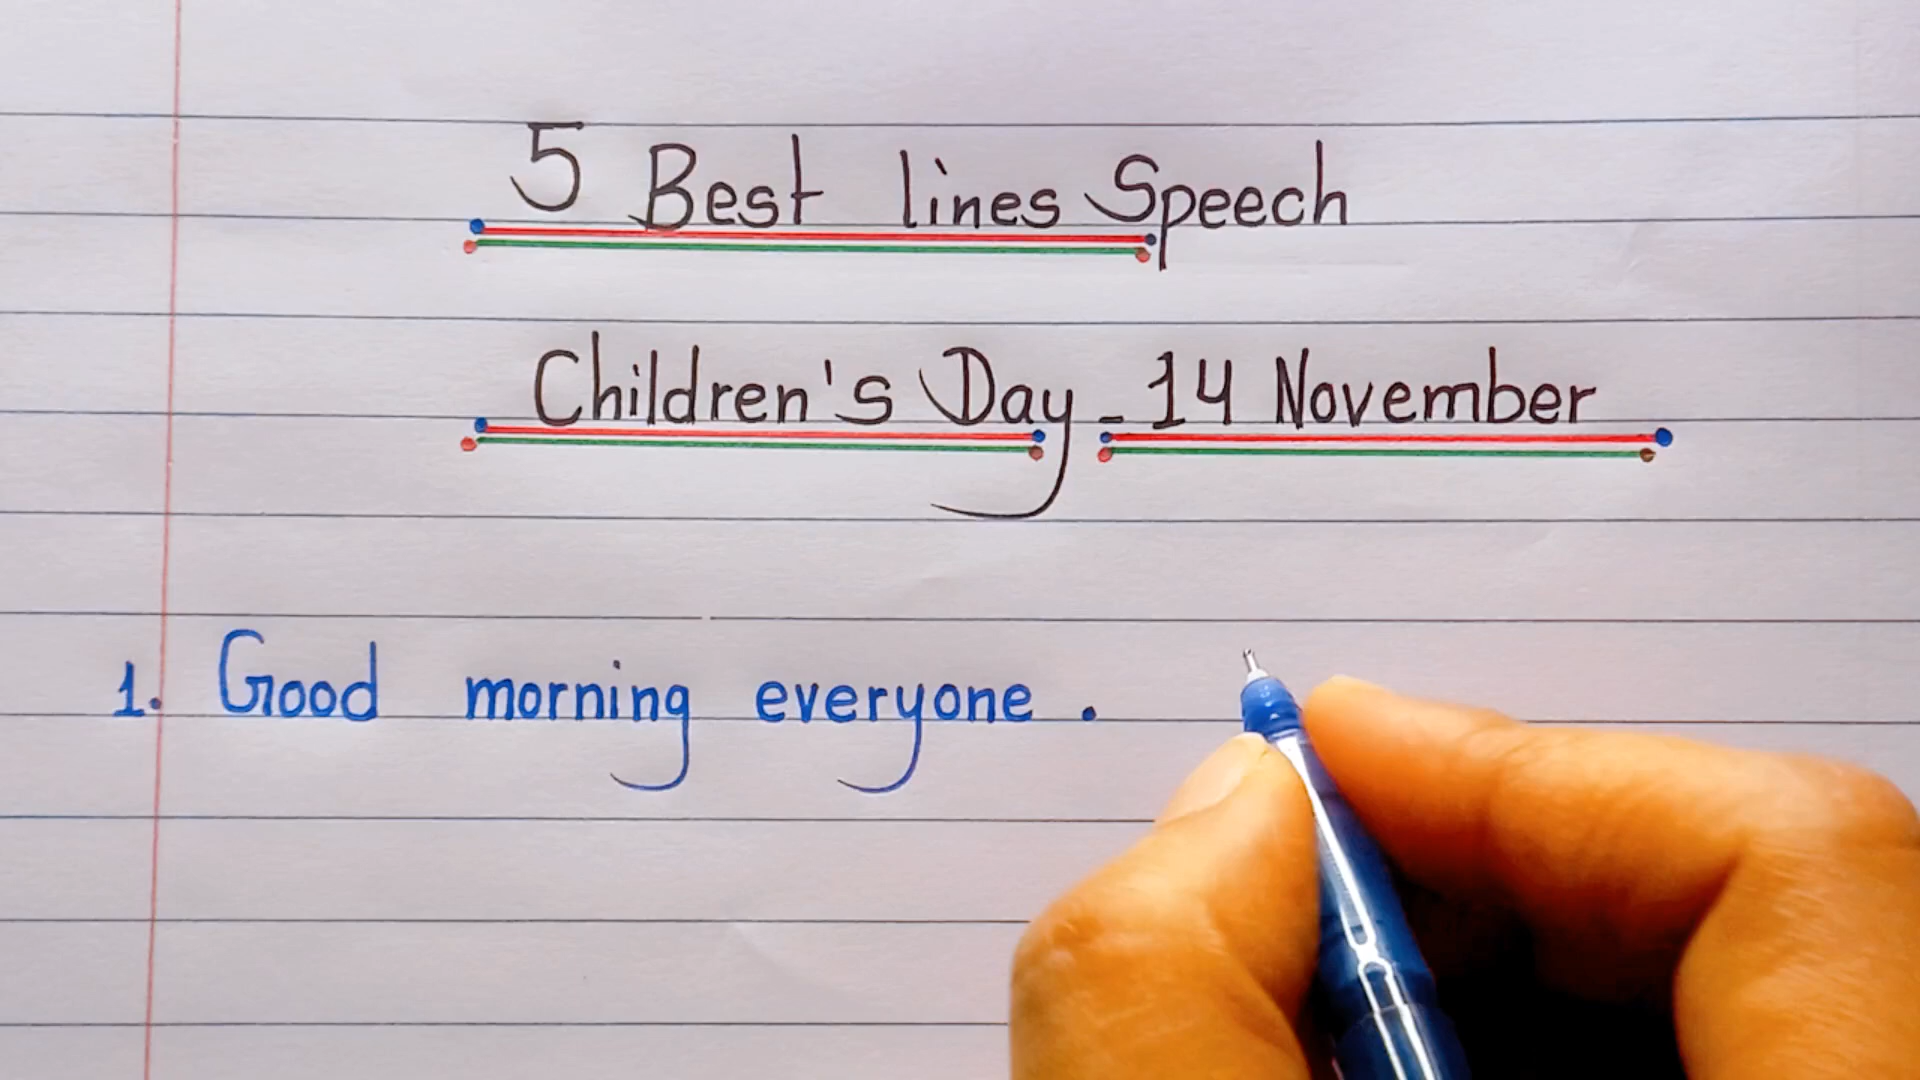 5 Best lines Speech
Children's Day - 14 November
1. Good morning everyone.